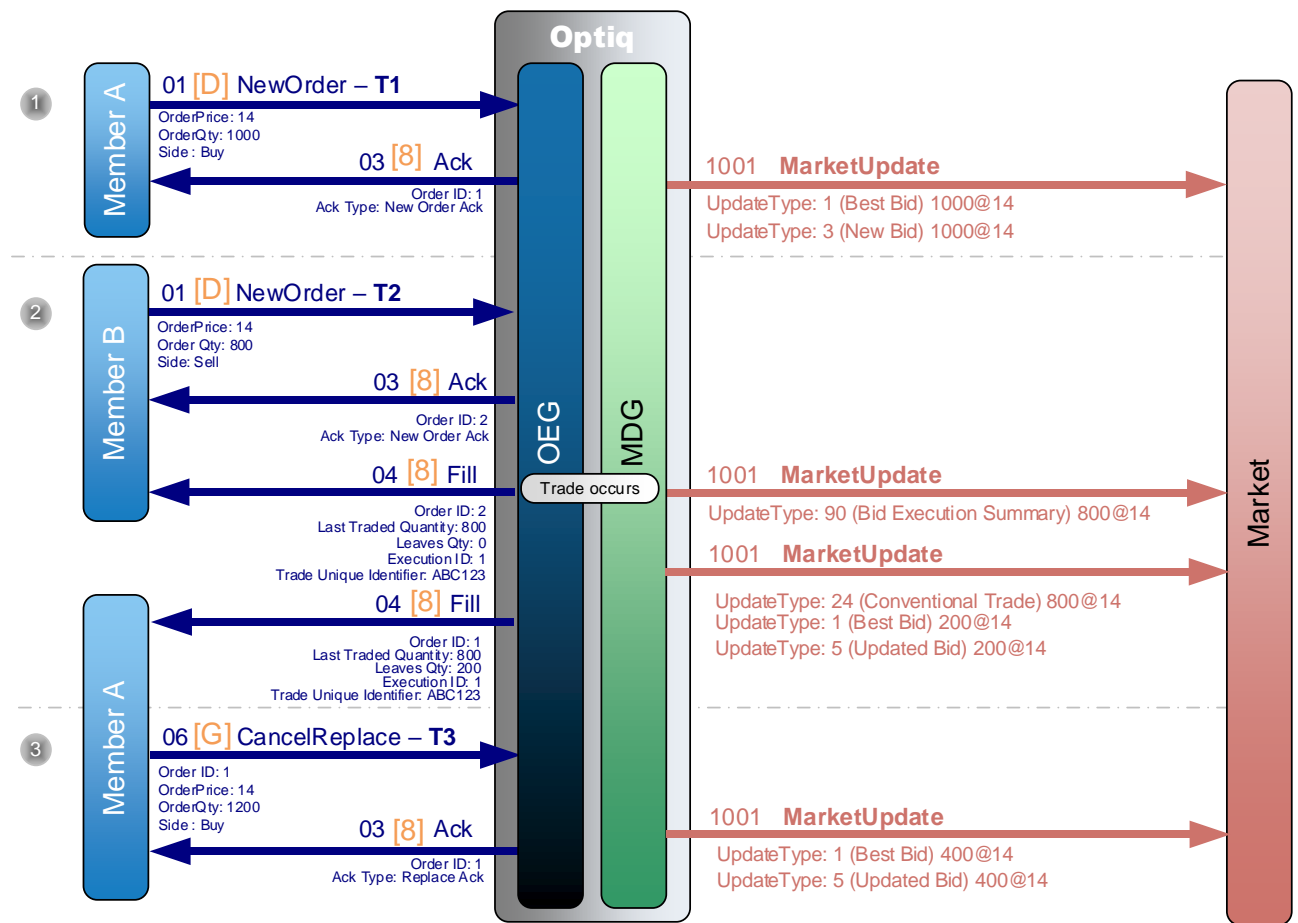 Optiq
1
Member A
01 [D] NewOrder – T1
OrderPrice: 14
OrderQty: 1000
Side : Buy
03 [8] Ack
Order ID: 1
Ack Type: New Order Ack
1001 MarketUpdate
UpdateType: 1 (Best Bid) 1000@14
UpdateType: 3 (New Bid) 1000@14
2
Member B
01 [D] NewOrder – T2
OrderPrice: 14
Order Qty: 800
Side: Sell
03 [8] Ack
Order ID: 2
Ack Type: New Order Ack
OEG
MDG
Market
04 [8] Fill
Trade occurs
Order ID: 2
Last Traded Quantity: 800
Leaves Qty: 0
Execution ID: 1
Trade Unique Identifier: ABC123
1001 MarketUpdate
UpdateType: 90 (Bid Execution Summary) 800@14
1001 MarketUpdate
UpdateType: 24 (Conventional Trade) 800@14
UpdateType: 1 (Best Bid) 200@14
UpdateType: 5 (Updated Bid) 200@14
Member A
04 [8] Fill
Order ID: 1
Last Traded Quantity: 800
Leaves Qty: 200
Execution ID: 1
Trade Unique Identifier: ABC123
3
06 [G] CancelReplace – T3
Order ID: 1
OrderPrice: 14
OrderQty: 1200
Side : Buy
03 [8] Ack
Order ID: 1
Ack Type: Replace Ack
1001 MarketUpdate
UpdateType: 1 (Best Bid) 400@14
UpdateType: 5 (Updated Bid) 400@14